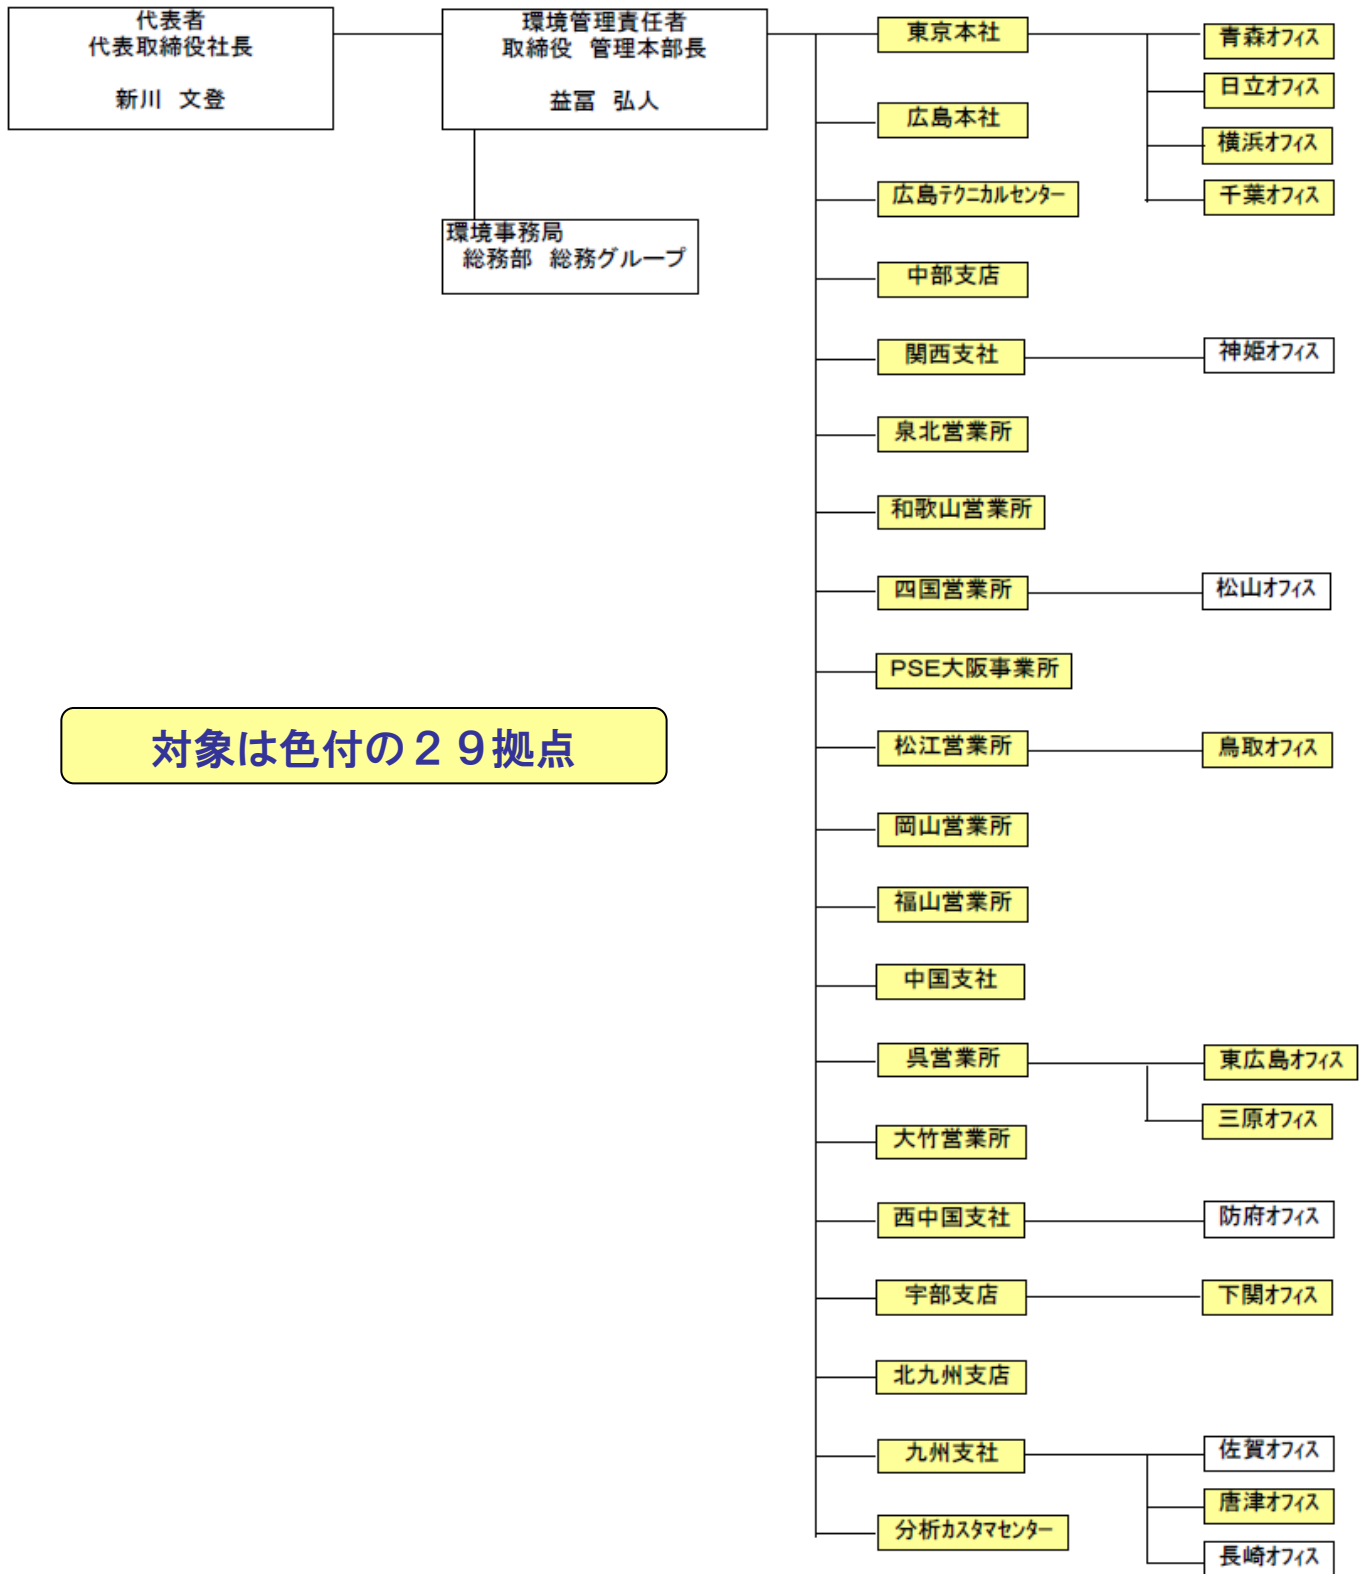 代表者
代表取締役社長
新川 文登
環境管理責任者
取締役 管理本部長
益冨 弘人
環境事務局
総務部 総務グループ
対象は色付の２９拠点
東京本社
青森オフィス
日立オフィス
横浜オフィス
千葉オフィス
広島本社
広島テクニカルセンター
中部支店
関西支社
神姫オフィス
泉北営業所
和歌山営業所
四国営業所
松山オフィス
PSE大阪事業所
松江営業所
鳥取オフィス
岡山営業所
福山営業所
中国支社
呉営業所
東広島オフィス
三原オフィス
大竹営業所
西中国支社
防府オフィス
宇部支店
下関オフィス
北九州支店
九州支社
佐賀オフィス
唐津オフィス
長崎オフィス
分析カスタマセンター